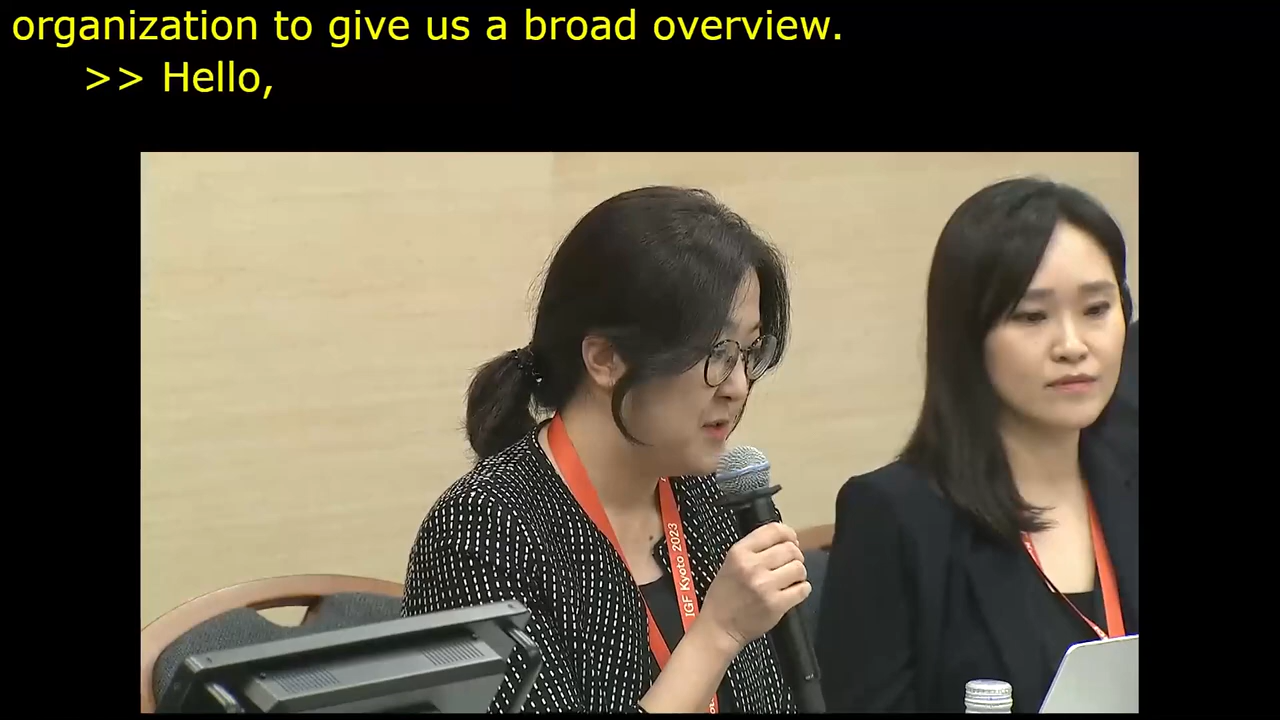 organization to give us a broad overview.
>> Hello,
IGF Kyoto 2023